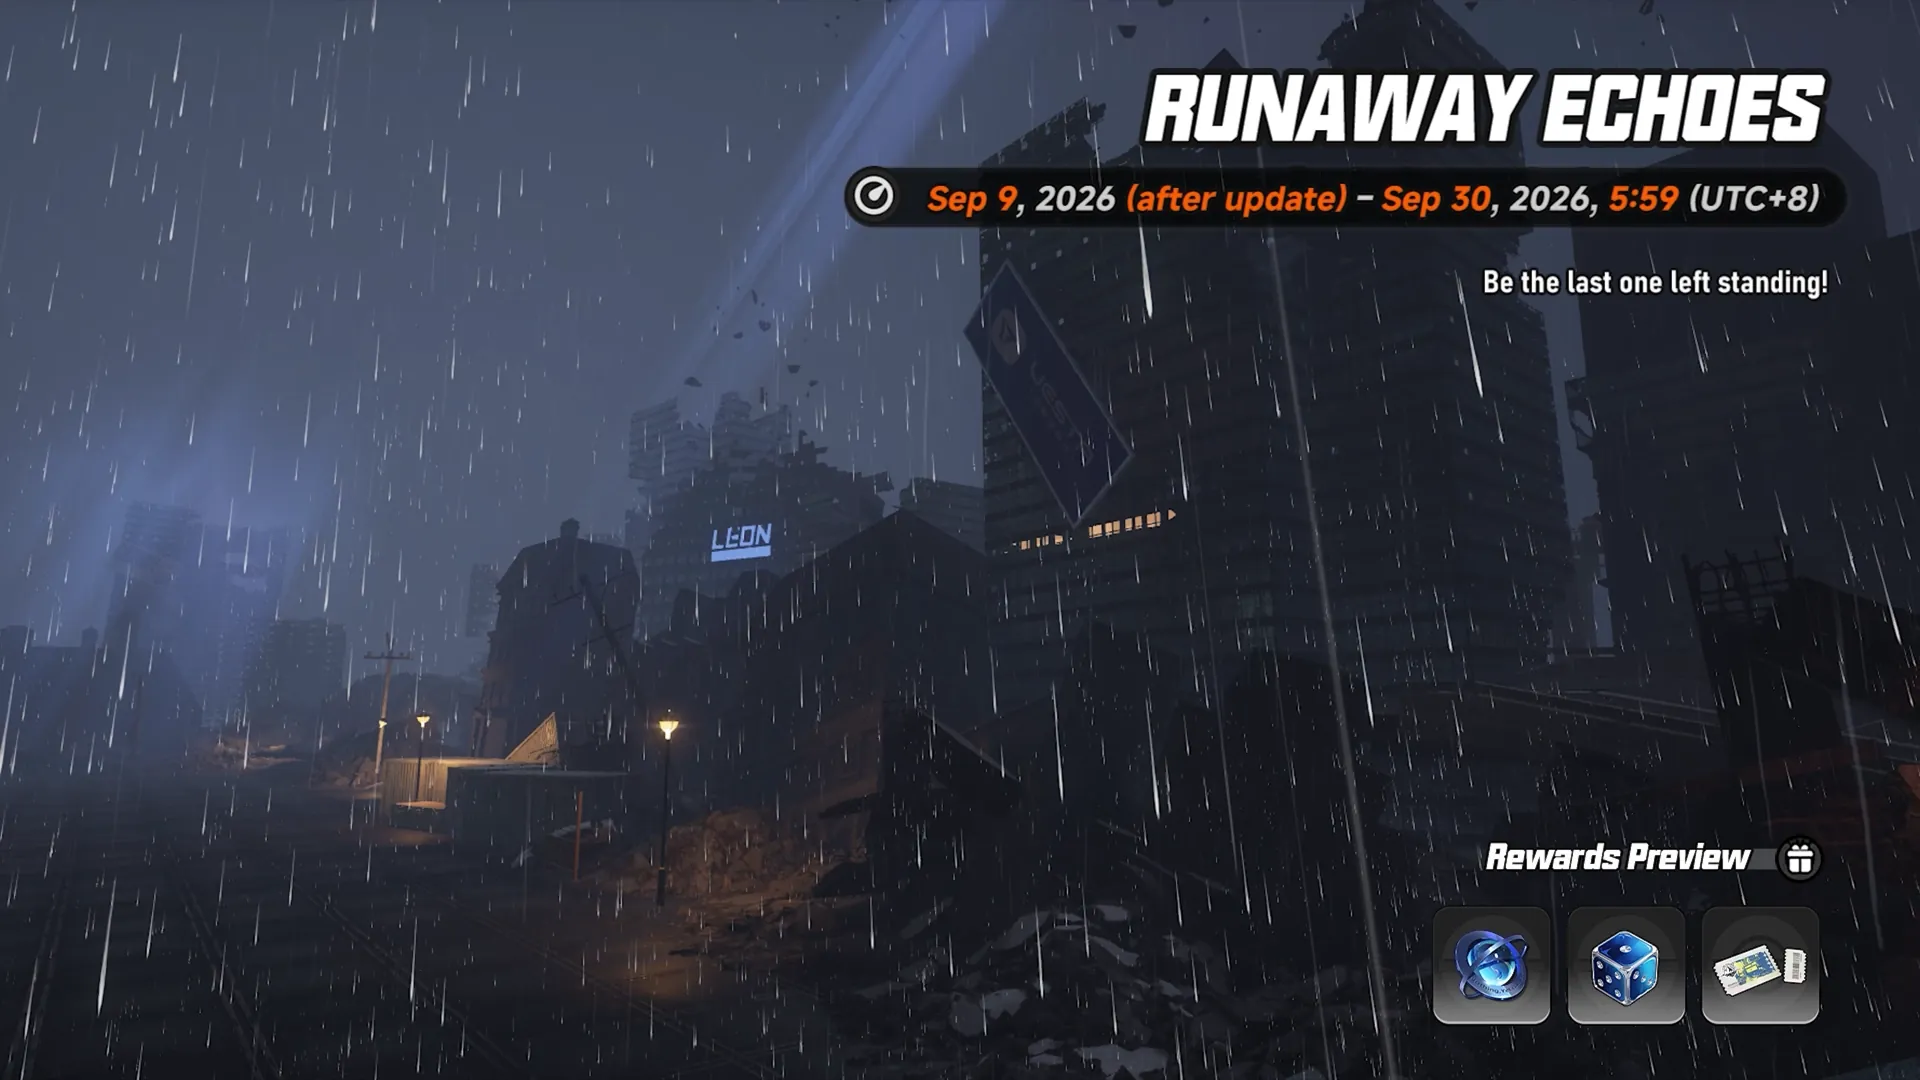 RUNAWAY ECHOES
Sep 9, 2026 (after update) – Sep 30, 2026, 5:59 (UTC+8)
Be the last one left standing!
LEON
Rewards Preview